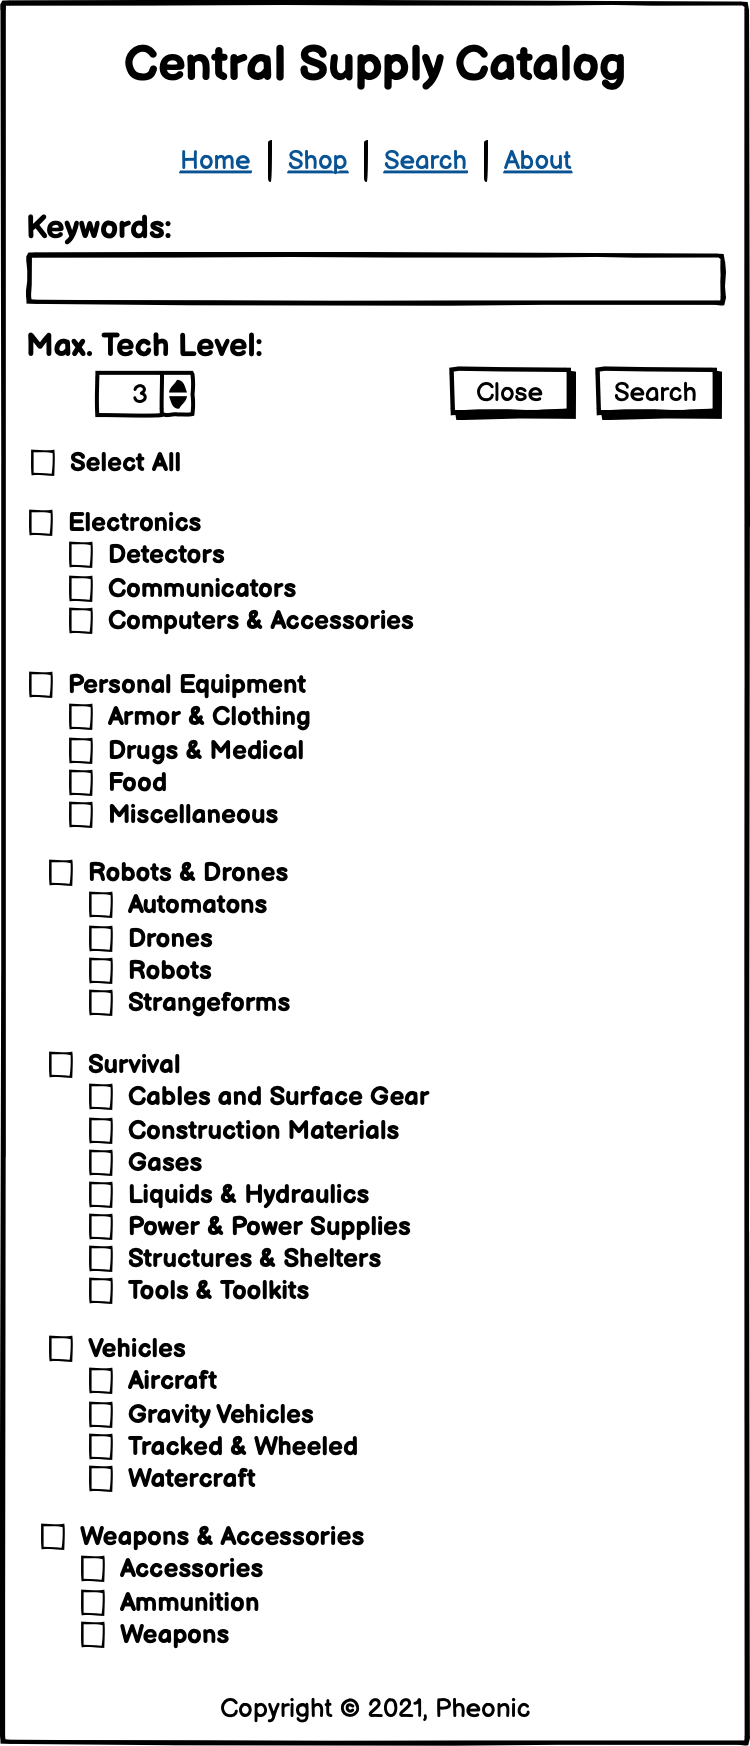 Central Supply Catalog
Home | Shop | Search | About
Keywords:
Max. Tech Level:
3 Close Search
Select All
Electronics
Detectors
Communicators
Computers & Accessories
Personal Equipment
Armor & Clothing
Drugs & Medical
Food
Miscellaneous
Robots & Drones
Automatons
Drones
Robots
Strangeforms
Survival
Cables and Surface Gear
Construction Materials
Gases
Liquids & Hydraulics
Power & Power Supplies
Structures & Shelters
Tools & Toolkits
Vehicles
Aircraft
Gravity Vehicles
Tracked & Wheeled
Watercraft
Weapons & Accessories
Accessories
Ammunition
Weapons
Copyright © 2021, Pheonic